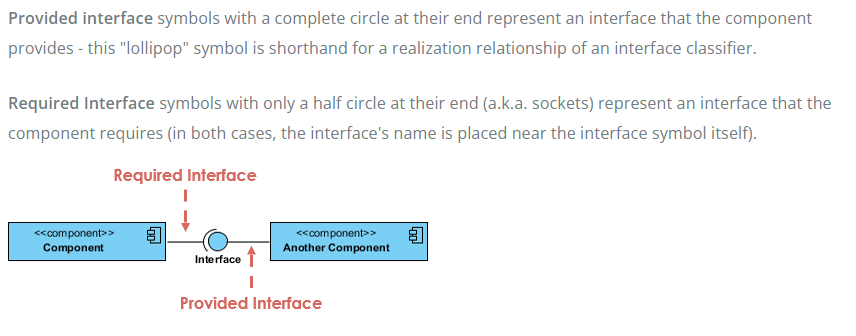 Provided interface symbols with a complete circle at their end represent an interface that the component
provides - this "lollipop" symbol is shorthand for a realization relationship of an interface classifier.
Required Interface symbols with only a half circle at their end (a.k.a. sockets) represent an interface that the
component requires (in both cases, the interface's name is placed near the interface symbol itself).
Required Interface
<<component>>
Component
Interface
<<component>>
Another Component
Provided Interface